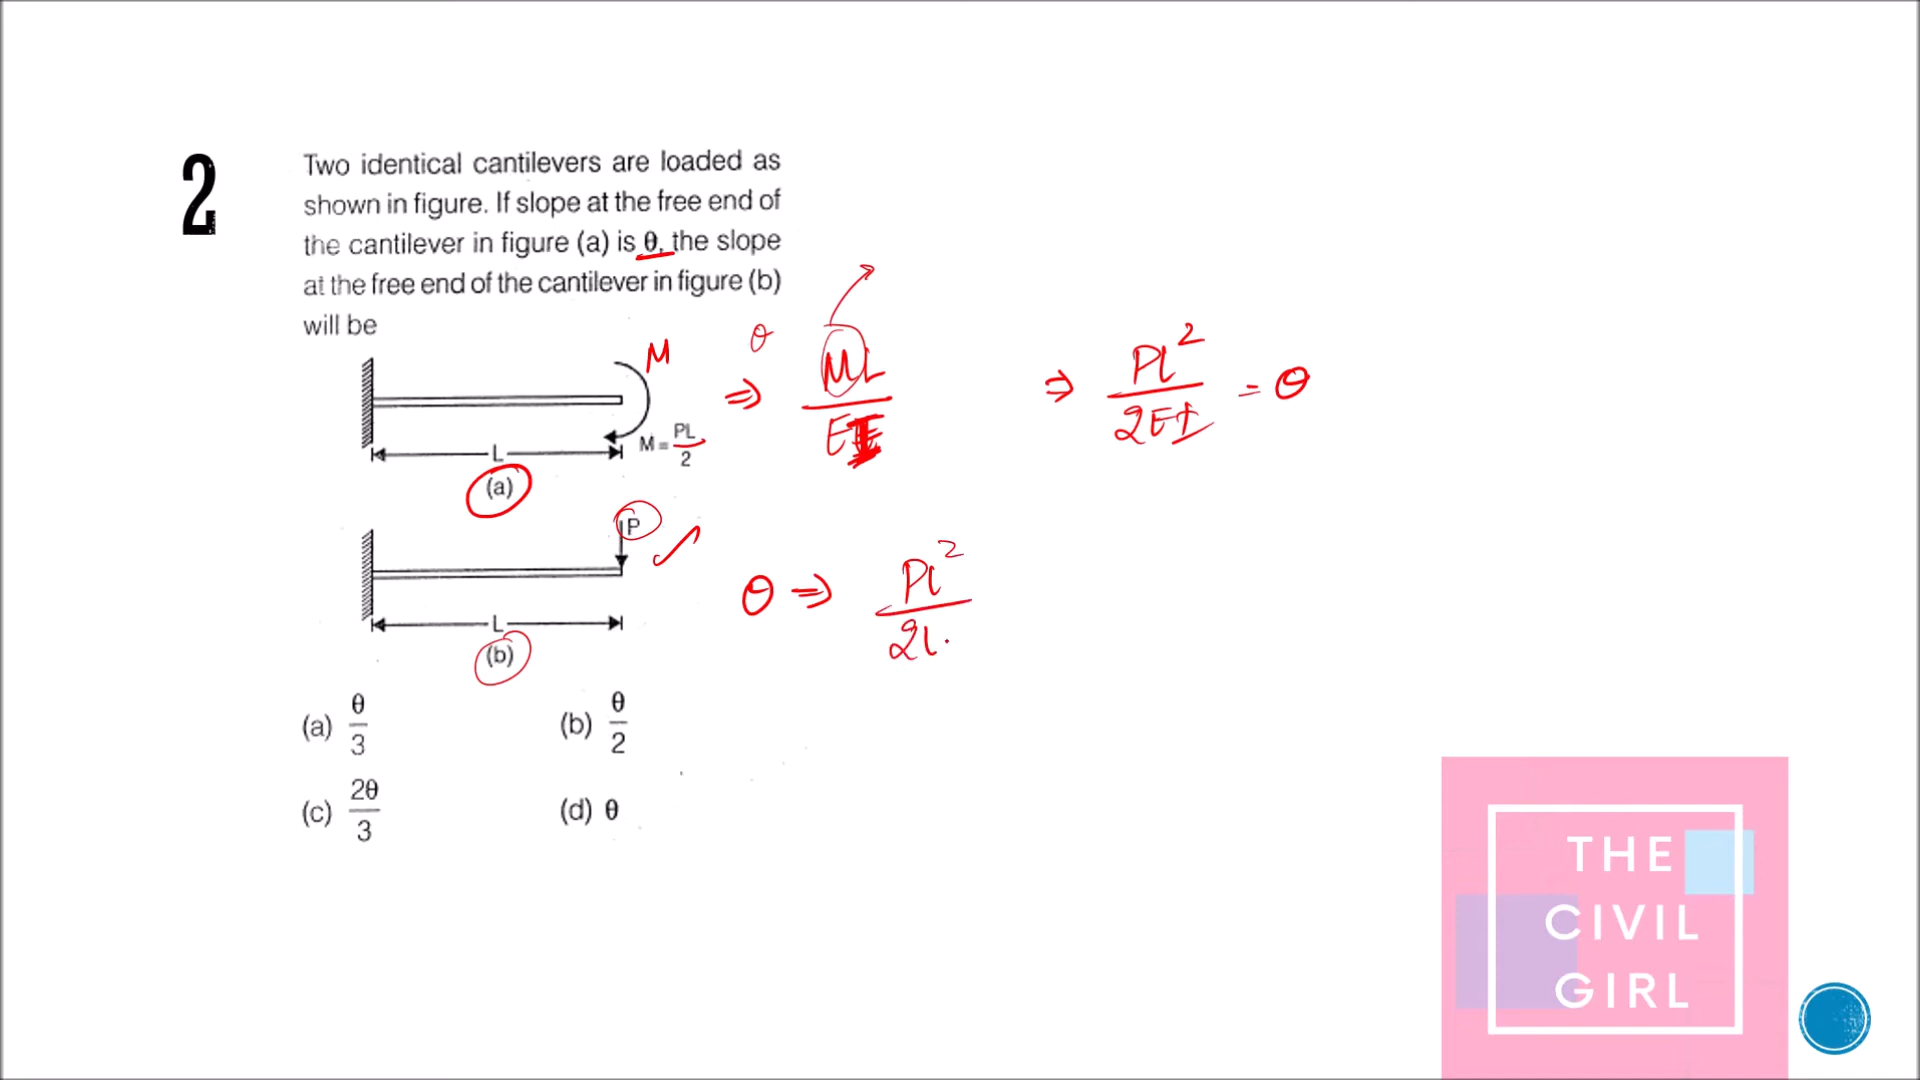 2
Two identical cantilevers are loaded as
shown in figure. If slope at the free end of
the cantilever in figure (a) is θ, the slope
at the free end of the cantilever in figure (b)
will be
M
M = PL/2
L
(a)
θ ⇒ ML/EI
⇒ Pl²/2EI = θ
P
L
(b)
θ ⇒ Pl²/2l.
(a) θ/3
(b) θ/2
(c) 2θ/3
(d) θ
THE
CIVIL
GIRL